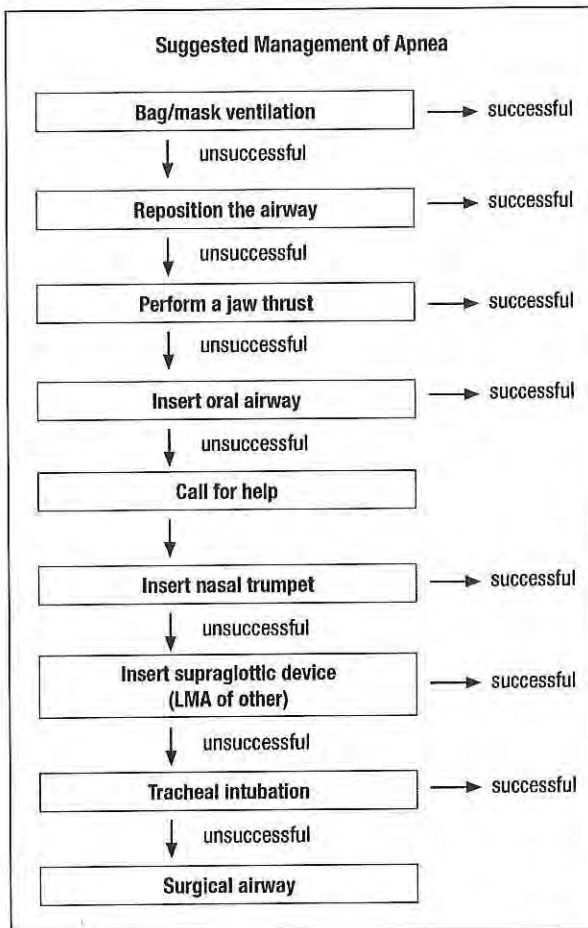 Suggested Management of Apnea
Bag/mask ventilation
successful
unsuccessful
Reposition the airway
successful
unsuccessful
Perform a jaw thrust
successful
unsuccessful
Insert oral airway
successful
unsuccessful
Call for help
Insert nasal trumpet
successful
unsuccessful
Insert supraglottic device
(LMA of other)
successful
unsuccessful
Tracheal intubation
successful
unsuccessful
Surgical airway